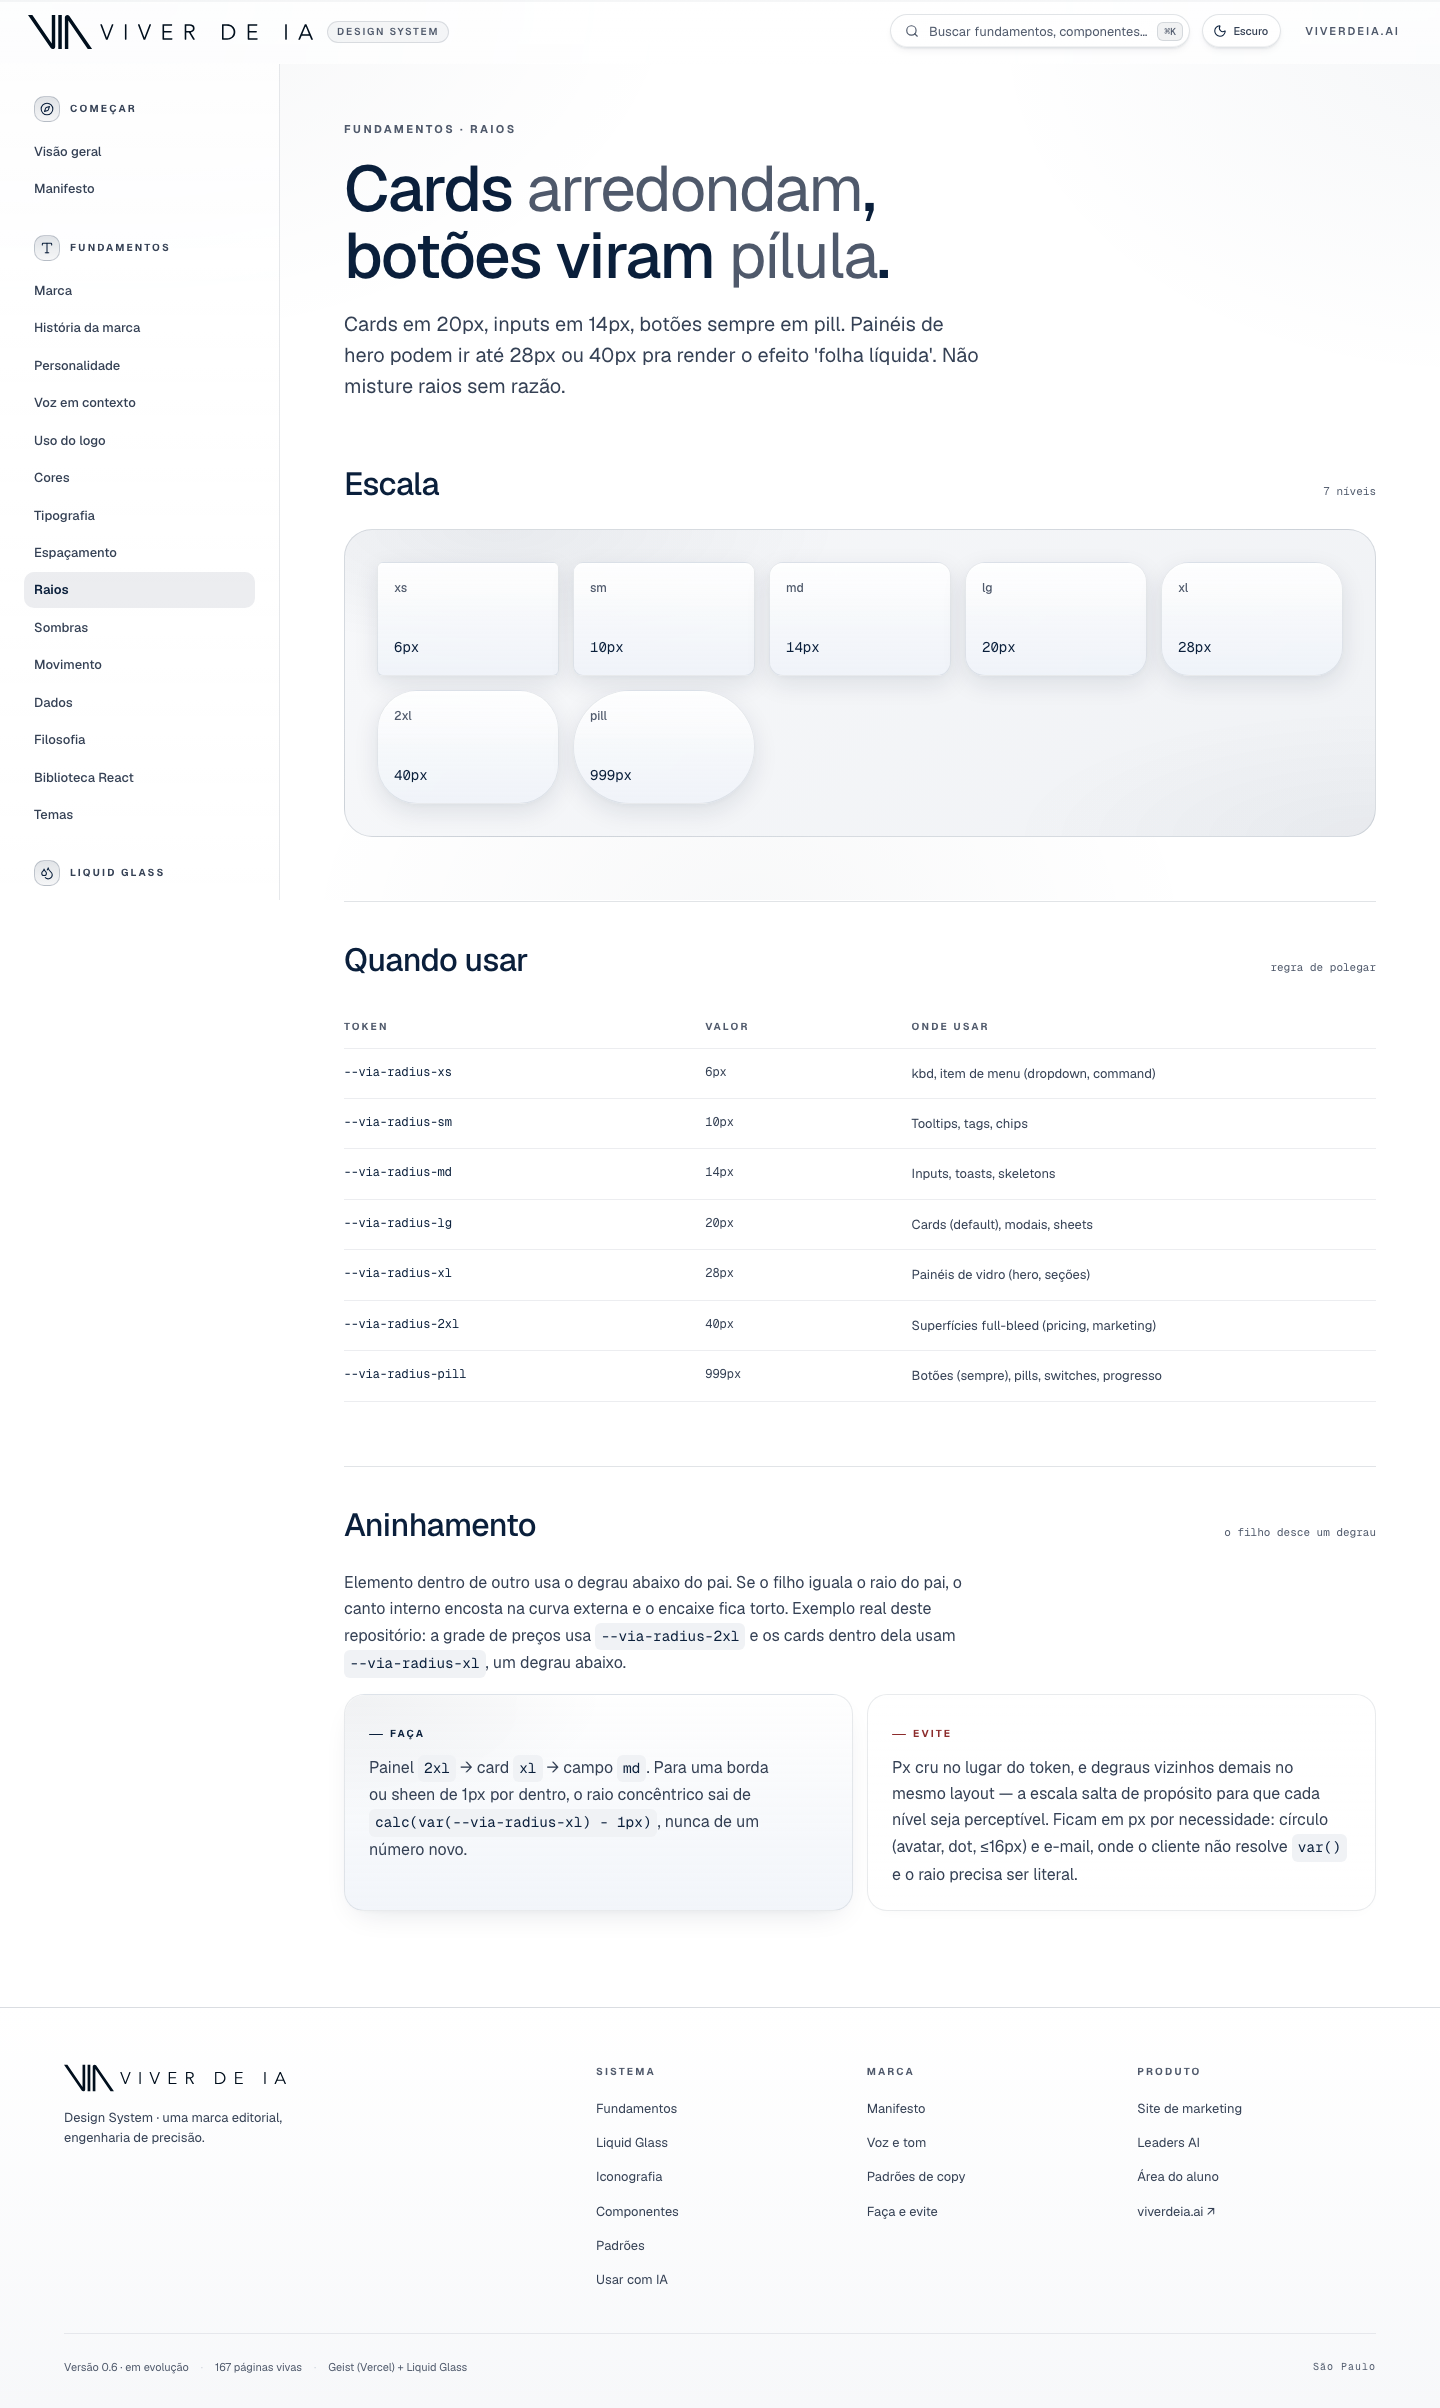 VIVER DE IA
DESIGN SYSTEM
Buscar fundamentos, componentes...
⌘K
Escuro
VIVERDEIA.AI
COMEÇAR
Visão geral
Manifesto
FUNDAMENTOS
Marca
História da marca
Personalidade
Voz em contexto
Uso do logo
Cores
Tipografia
Espaçamento
Raios
Sombras
Movimento
Dados
Filosofia
Biblioteca React
Temas
LIQUID GLASS
FUNDAMENTOS · RAIOS
Cards arredondam,
botões viram pílula.
Cards em 20px, inputs em 14px, botões sempre em pill. Painéis de
hero podem ir até 28px ou 40px pra render o efeito 'folha líquida'. Não
misture raios sem razão.
Escala
7 níveis
xs
6px
sm
10px
md
14px
lg
20px
xl
28px
2xl
40px
pill
999px
Quando usar
regra de polegar
TOKEN VALOR ONDE USAR
--via-radius-xs 6px kbd, item de menu (dropdown, command)
--via-radius-sm 10px Tooltips, tags, chips
--via-radius-md 14px Inputs, toasts, skeletons
--via-radius-lg 20px Cards (default), modais, sheets
--via-radius-xl 28px Painéis de vidro (hero, seções)
--via-radius-2xl 40px Superfícies full-bleed (pricing, marketing)
--via-radius-pill 999px Botões (sempre), pills, switches, progresso
Aninhamento
o filho desce um degrau
Elemento dentro de outro usa o degrau abaixo do pai. Se o filho iguala o raio do pai, o
canto interno encosta na curva externa e o encaixe fica torto. Exemplo real deste
repositório: a grade de preços usa --via-radius-2xl e os cards dentro dela usam
--via-radius-xl, um degrau abaixo.
— FAÇA
Painel 2xl → card xl → campo md. Para uma borda
ou sheen de 1px por dentro, o raio concêntrico sai de
calc(var(--via-radius-xl) - 1px), nunca de um
número novo.
— EVITE
Px cru no lugar do token, e degraus vizinhos demais no
mesmo layout — a escala salta de propósito para que cada
nível seja perceptível. Ficam em px por necessidade: círculo
(avatar, dot, ≤16px) e e-mail, onde o cliente não resolve var()
e o raio precisa ser literal.
VIVER DE IA
Design System · uma marca editorial,
engenharia de precisão.
SISTEMA
Fundamentos
Liquid Glass
Iconografia
Componentes
Padrões
Usar com IA
MARCA
Manifesto
Voz e tom
Padrões de copy
Faça e evite
PRODUTO
Site de marketing
Leaders AI
Área do aluno
viverdeia.ai ↗
Versão 0.6 · em evolução · 167 páginas vivas · Geist (Vercel) + Liquid Glass
São Paulo